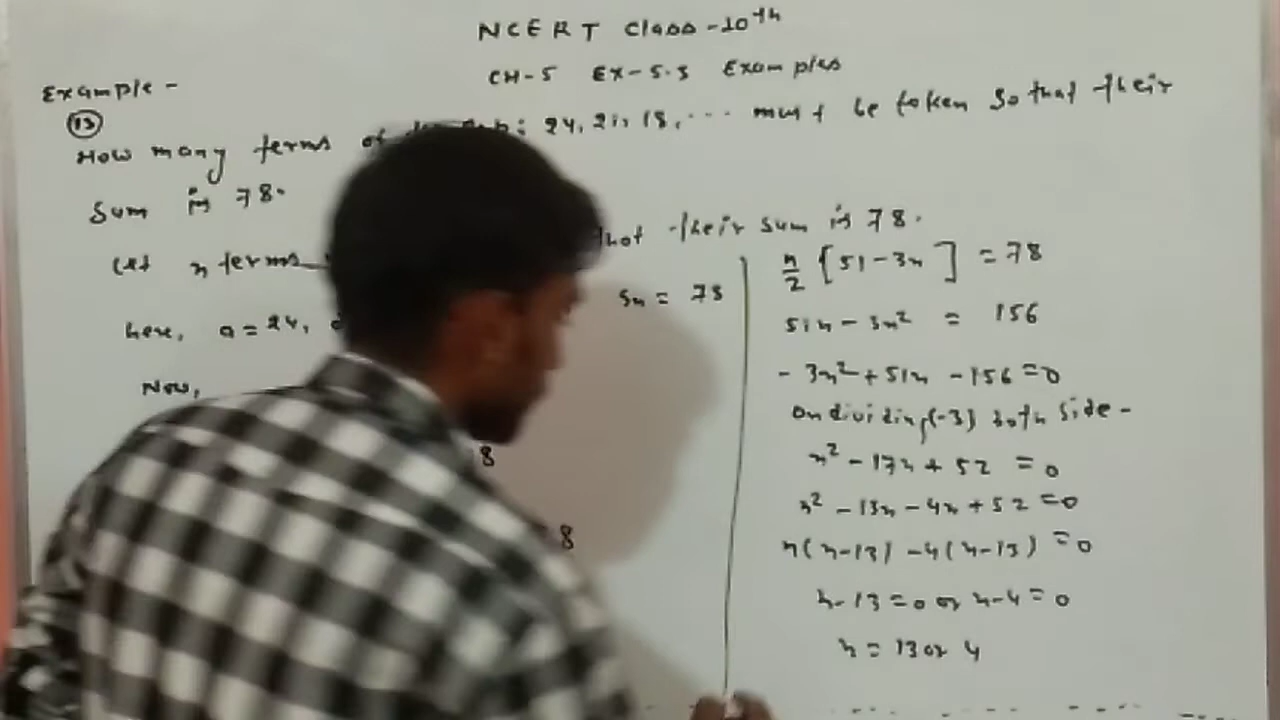 NCERT Class-10th
CH-5 EX-5.3 Examples
Example-
13
How many terms of : 24, 21, 18, ... must be taken so that their
Sum is 78.
Let n terms that their sum is 78.
here, a = 24, Sn = 78
Now,
8
8
n/2 [51-3n] = 78
51n - 3n² = 156
- 3n² + 51n - 156 = 0
On dividing (-3) both side -
n² - 17n + 52 = 0
n² - 13n - 4n + 52 = 0
n(n-13) -4(n-13) = 0
n-13 = 0 or n-4 = 0
n = 13 or 4